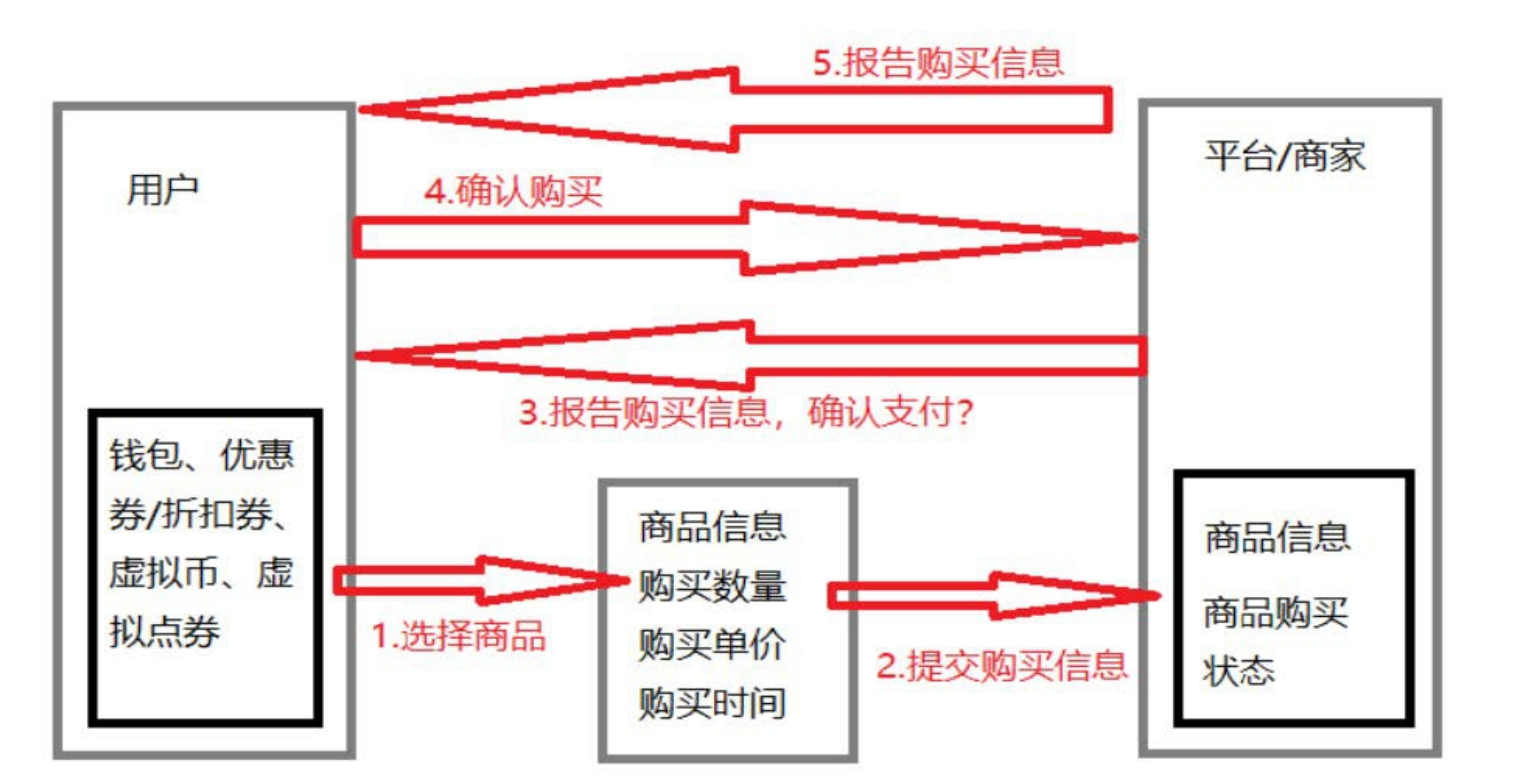 5.报告购买信息
平台/商家
用户
4.确认购买
3.报告购买信息，确认支付？
钱包、优惠
券/折扣券、
虚拟币、虚
拟点券
1.选择商品
商品信息
购买数量
购买单价
购买时间
2.提交购买信息
商品信息
商品购买
状态